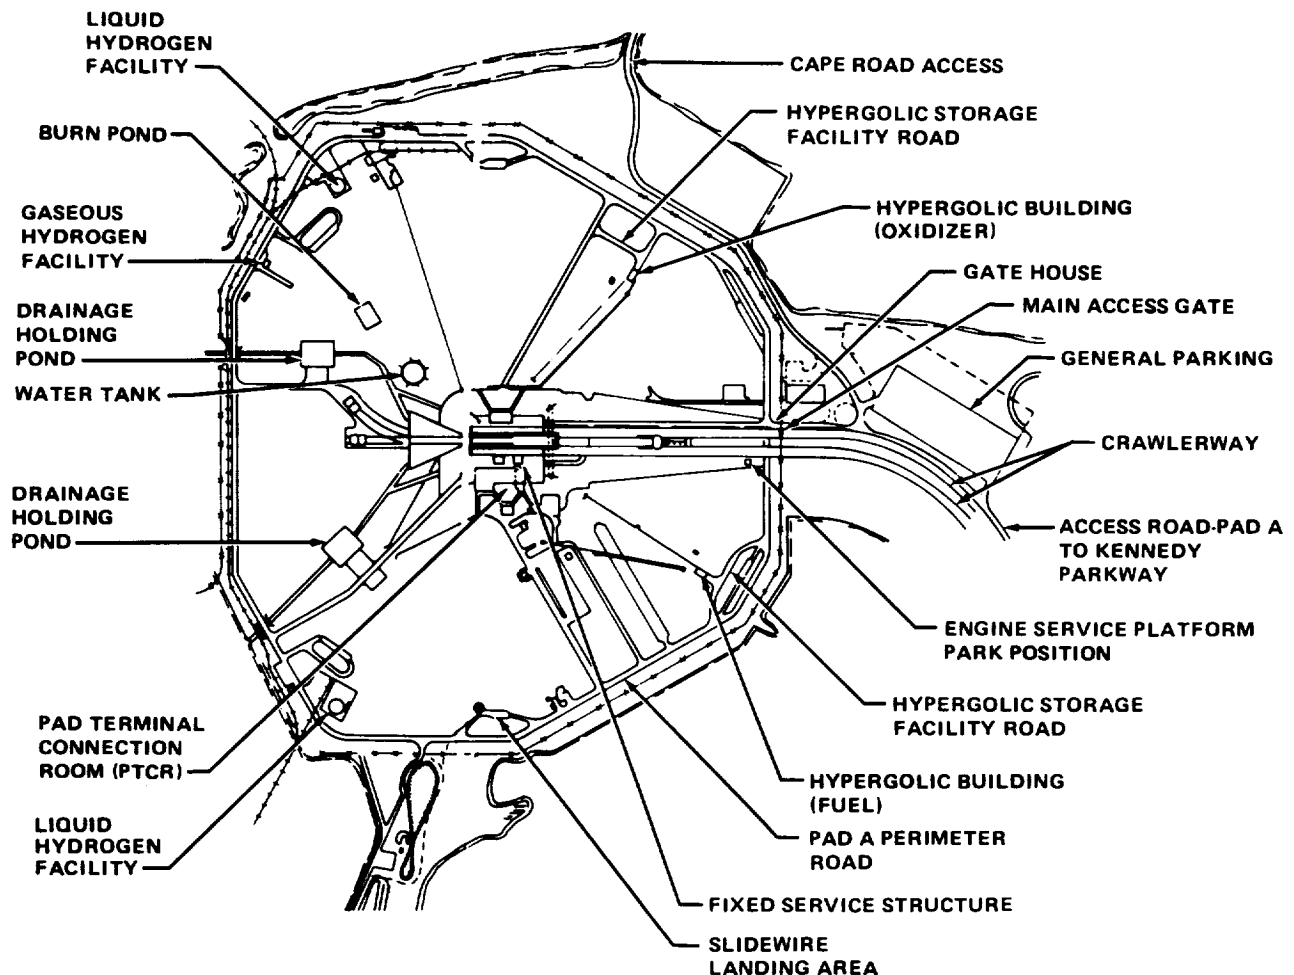 LIQUID
HYDROGEN
FACILITY
BURN POND
GASEOUS
HYDROGEN
FACILITY
DRAINAGE
HOLDING
POND
WATER TANK
DRAINAGE
HOLDING
POND
PAD TERMINAL
CONNECTION
ROOM (PTCR)
LIQUID
HYDROGEN
FACILITY
CAPE ROAD ACCESS
HYPERGOLIC STORAGE
FACILITY ROAD
HYPERGOLIC BUILDING
(OXIDIZER)
GATE HOUSE
MAIN ACCESS GATE
GENERAL PARKING
CRAWLERWAY
ACCESS ROAD-PAD A
TO KENNEDY
PARKWAY
ENGINE SERVICE PLATFORM
PARK POSITION
HYPERGOLIC STORAGE
FACILITY ROAD
HYPERGOLIC BUILDING
(FUEL)
PAD A PERIMETER
ROAD
FIXED SERVICE STRUCTURE
SLIDEWIRE
LANDING AREA